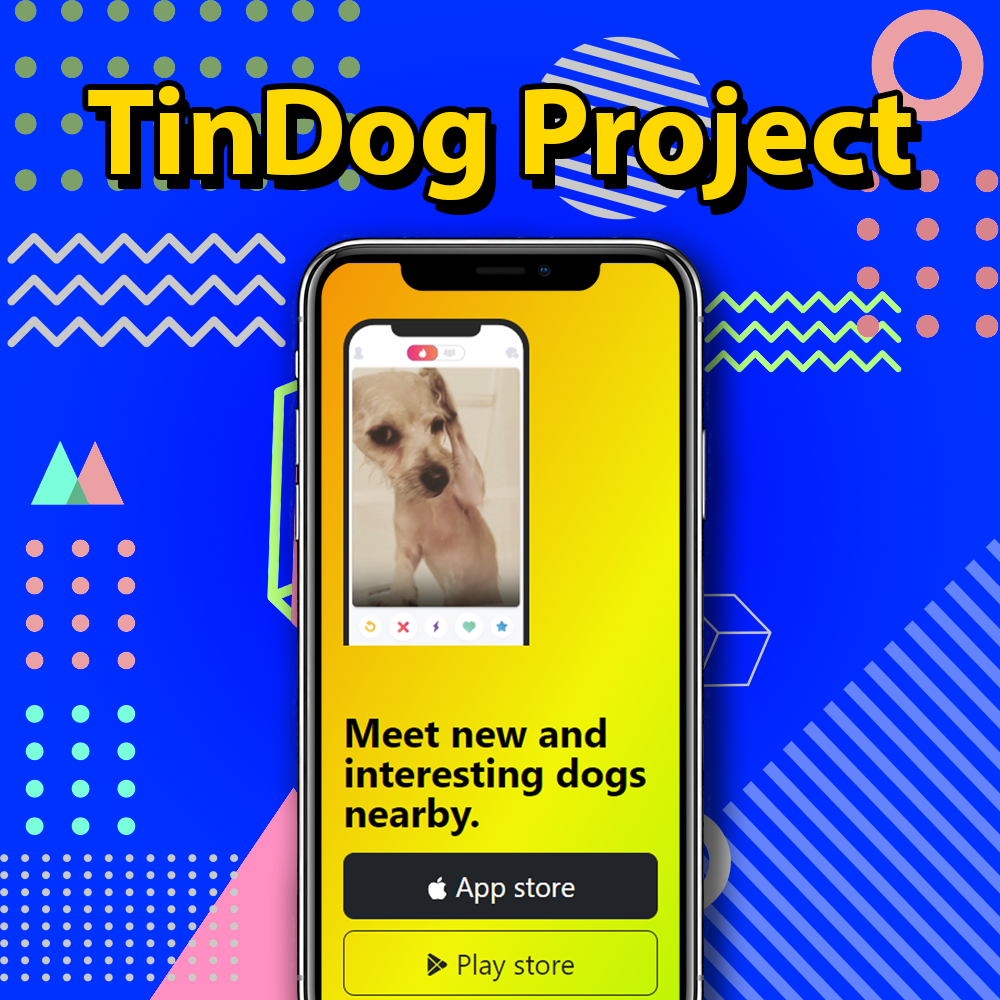 TinDog Project
Meet new and
interesting dogs
nearby.
App store
Play store